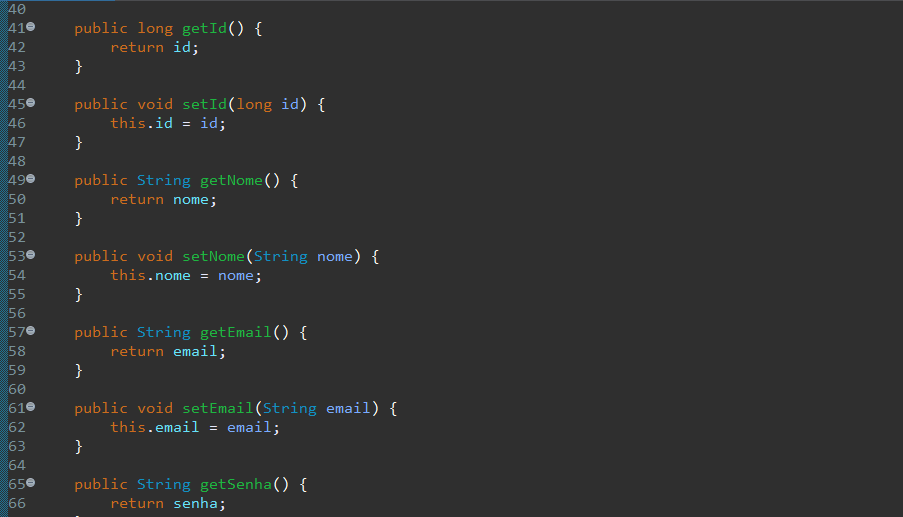 40
41 public long getId() {
42 return id;
43 }
44
45 public void setId(long id) {
46 this.id = id;
47 }
48
49 public String getNome() {
50 return nome;
51 }
52
53 public void setNome(String nome) {
54 this.nome = nome;
55 }
56
57 public String getEmail() {
58 return email;
59 }
60
61 public void setEmail(String email) {
62 this.email = email;
63 }
64
65 public String getSenha() {
66 return senha;